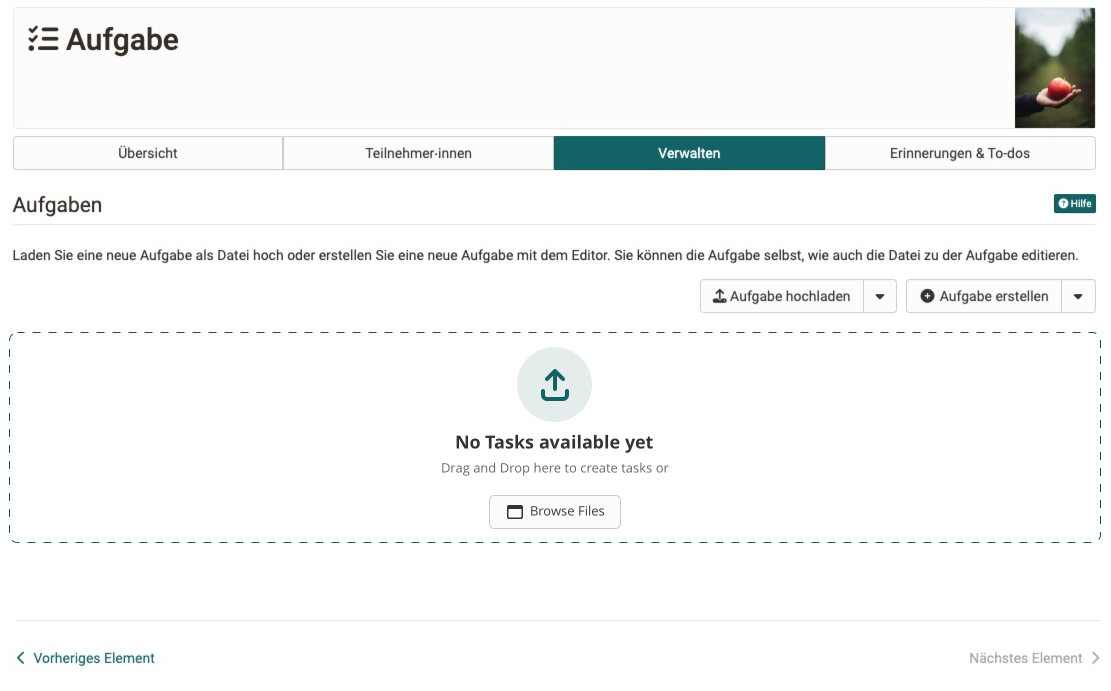 Aufgabe
Übersicht
Teilnehmer·innen
Verwalten
Erinnerungen & To-dos
Aufgaben
Hilfe
Laden Sie eine neue Aufgabe als Datei hoch oder erstellen Sie eine neue Aufgabe mit dem Editor. Sie können die Aufgabe selbst, wie auch die Datei zu der Aufgabe editieren.
Aufgabe hochladen
Aufgabe erstellen
No Tasks available yet
Drag and Drop here to create tasks or
Browse Files
Vorheriges Element
Nächstes Element